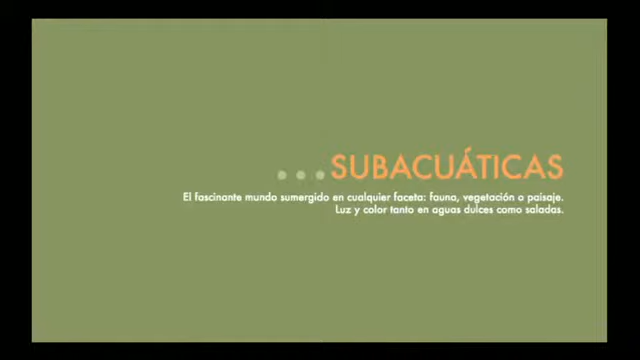 ...SUBACUÁTICAS
El fascinante mundo sumergido en cualquier faceta: fauna, vegetación o paisaje.
Luz y color tanto en aguas dulces como saladas.